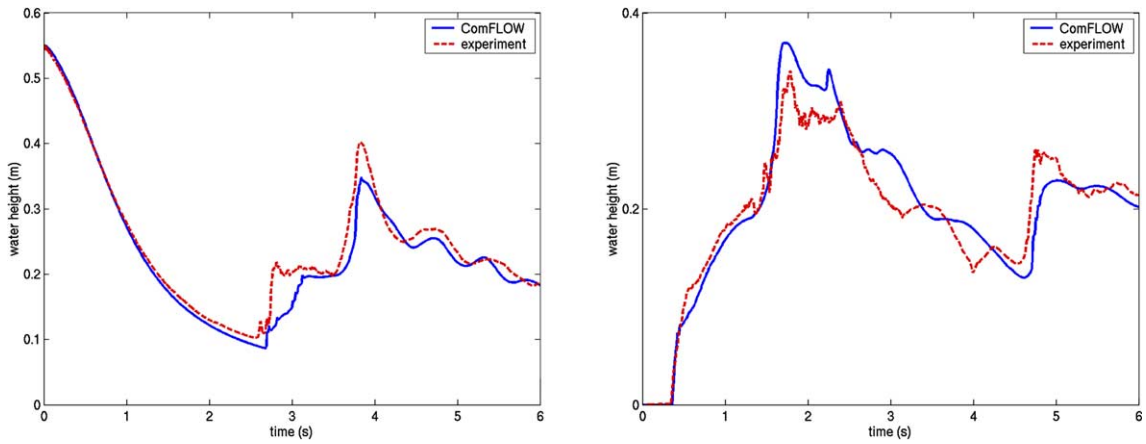 0.6
0.5
0.4
0.3
0.2
0.1
0
water height (m)
0 1 2 3 4 5 6
time (s)
ComFLOW
experiment
0.4
0.2
0
water height (m)
0 1 2 3 4 5 6
time (s)
ComFLOW
experiment